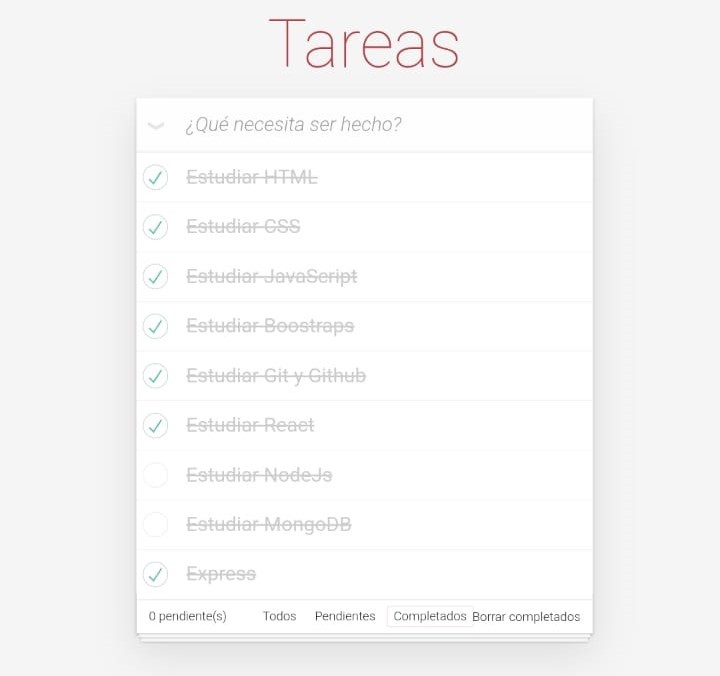 Tareas
¿Qué necesita ser hecho?
Estudiar HTML
Estudiar CSS
Estudiar JavaScript
Estudiar Boostraps
Estudiar Git y Github
Estudiar React
Estudiar NodeJs
Estudiar MongoDB
Express
0 pendiente(s) Todos Pendientes Completados Borrar completados